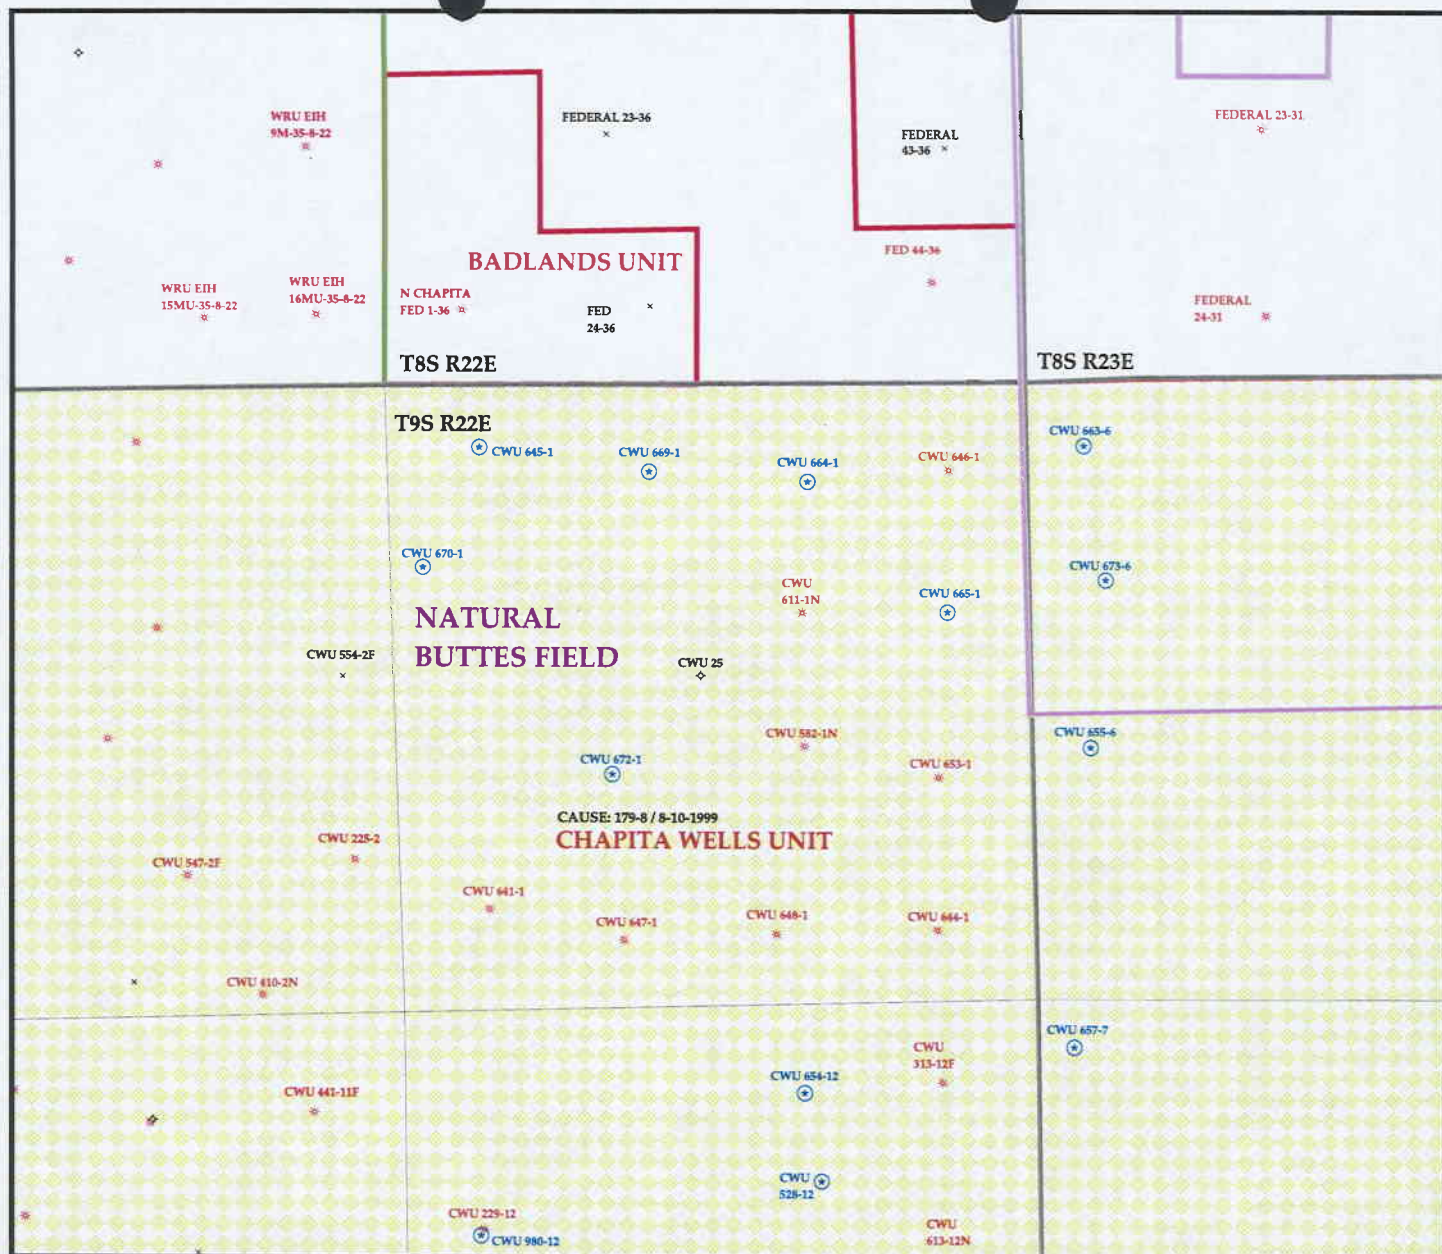 WRU EIH
9M-35-8-22
FEDERAL 23-36
FEDERAL
43-36
FEDERAL 23-31
BADLANDS UNIT
FED 44-36
WRU EIH
15MU-35-8-22
WRU EIH
16MU-35-8-22
N CHAPITA
FED 1-36
FED
24-36
FEDERAL
24-31
T8S R22E
T8S R23E
T9S R22E
CWU 645-1
CWU 669-1
CWU 664-1
CWU 646-1
CWU 663-6
CWU 670-1
CWU
611-1N
CWU 665-1
CWU 673-6
NATURAL
BUTTES FIELD
CWU 554-2F
CWU 25
CWU 582-1N
CWU 653-1
CWU 655-6
CWU 672-1
CAUSE: 179-8 / 8-10-1999
CHAPITA WELLS UNIT
CWU 225-2
CWU 547-2F
CWU 641-1
CWU 647-1
CWU 648-1
CWU 644-1
CWU 410-2N
CWU 657-7
CWU
313-12F
CWU 654-12
CWU 441-11F
CWU
528-12
CWU 229-12
CWU 980-12
CWU
613-12N